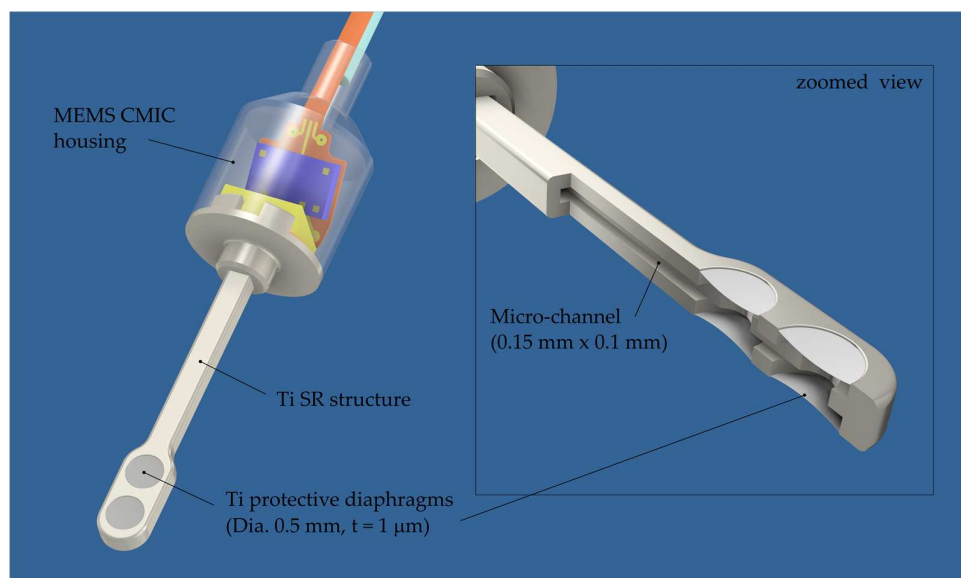 MEMS CMIC
housing
zoomed view
Micro-channel
(0.15 mm x 0.1 mm)
Ti SR structure
Ti protective diaphragms
(Dia. 0.5 mm, t = 1 μm)